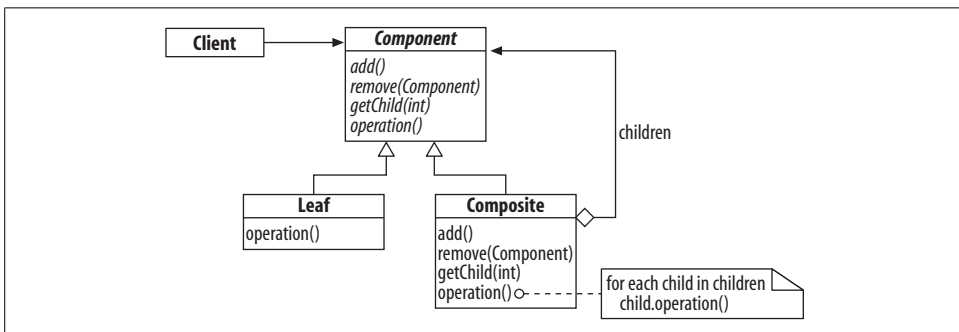 Client
Component
add()
remove(Component)
getChild(int)
operation()
children
Leaf
operation()
Composite
add()
remove(Component)
getChild(int)
operation()
for each child in children
child.operation()